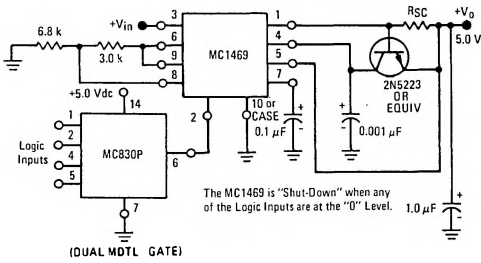 +Vin
3
1
RSC
+Vo
5.0 V
6.8 k
3.0 k
6
9
8
MC1469
4
5
7
2N5223
OR
EQUIV
+5.0 Vdc
14
2
10 or
CASE
0.1 µF
+
-
0.001 µF
+
-
Logic
Inputs
1
2
4
5
MC830P
6
7
The MC1469 is "Shut-Down" when any
of the Logic Inputs are at the "0" Level.
1.0 µF
+
-
(DUAL MDTL GATE)